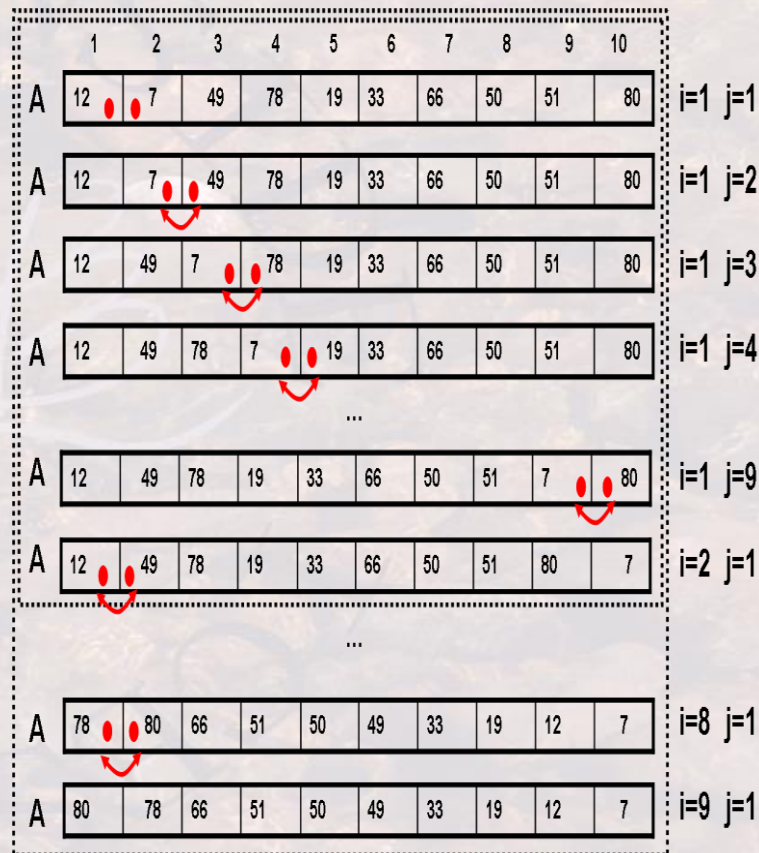 1 2 3 4 5 6 7 8 9 10
A 12 7 49 78 19 33 66 50 51 80 i=1 j=1
A 12 7 49 78 19 33 66 50 51 80 i=1 j=2
A 12 49 7 78 19 33 66 50 51 80 i=1 j=3
A 12 49 78 7 19 33 66 50 51 80 i=1 j=4
...
A 12 49 78 19 33 66 50 51 7 80 i=1 j=9
A 12 49 78 19 33 66 50 51 80 7 i=2 j=1
...
A 78 80 66 51 50 49 33 19 12 7 i=8 j=1
A 80 78 66 51 50 49 33 19 12 7 i=9 j=1